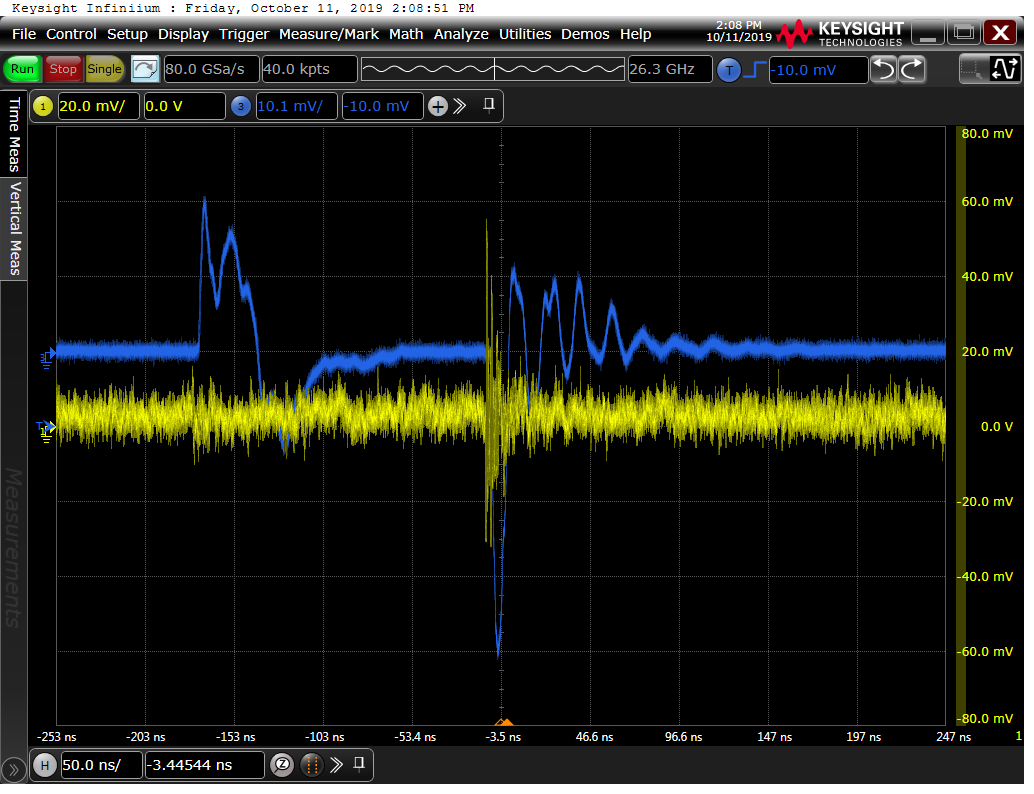 Keysight Infiniium : Friday, October 11, 2019 2:08:51 PM
File Control Setup Display Trigger Measure/Mark Math Analyze Utilities Demos Help
2:08 PM
10/11/2019
KEYSIGHT
TECHNOLOGIES
Run Stop Single 80.0 GSa/s 40.0 kpts 26.3 GHz T -10.0 mV
1 20.0 mV/ 0.0 V 3 10.1 mV/ -10.0 mV
Time Meas
Vertical Meas
Measurements
80.0 mV
60.0 mV
40.0 mV
20.0 mV
0.0 V
-20.0 mV
-40.0 mV
-60.0 mV
-80.0 mV
-253 ns -203 ns -153 ns -103 ns -53.4 ns -3.5 ns 46.6 ns 96.6 ns 147 ns 197 ns 247 ns 1
H 50.0 ns/ -3.44544 ns